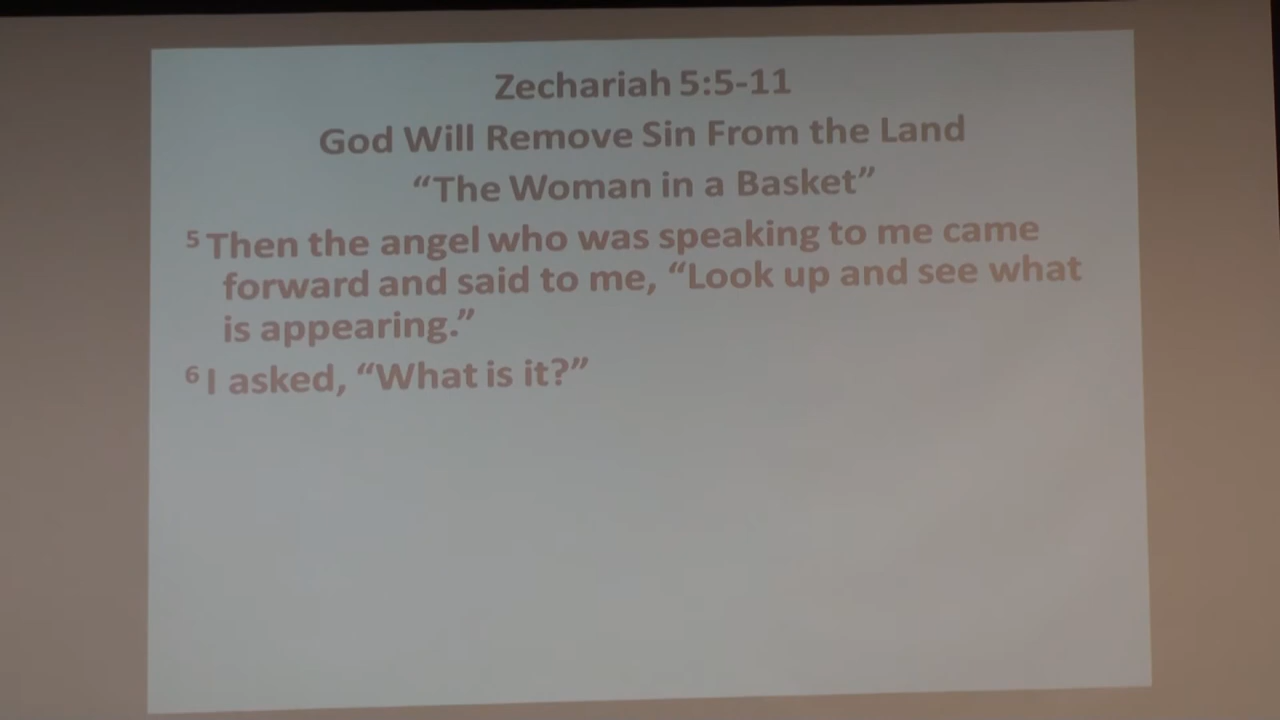 Zechariah 5:5-11
God Will Remove Sin From the Land
“The Woman in a Basket”
5 Then the angel who was speaking to me came
forward and said to me, “Look up and see what
is appearing.”
6 I asked, “What is it?”